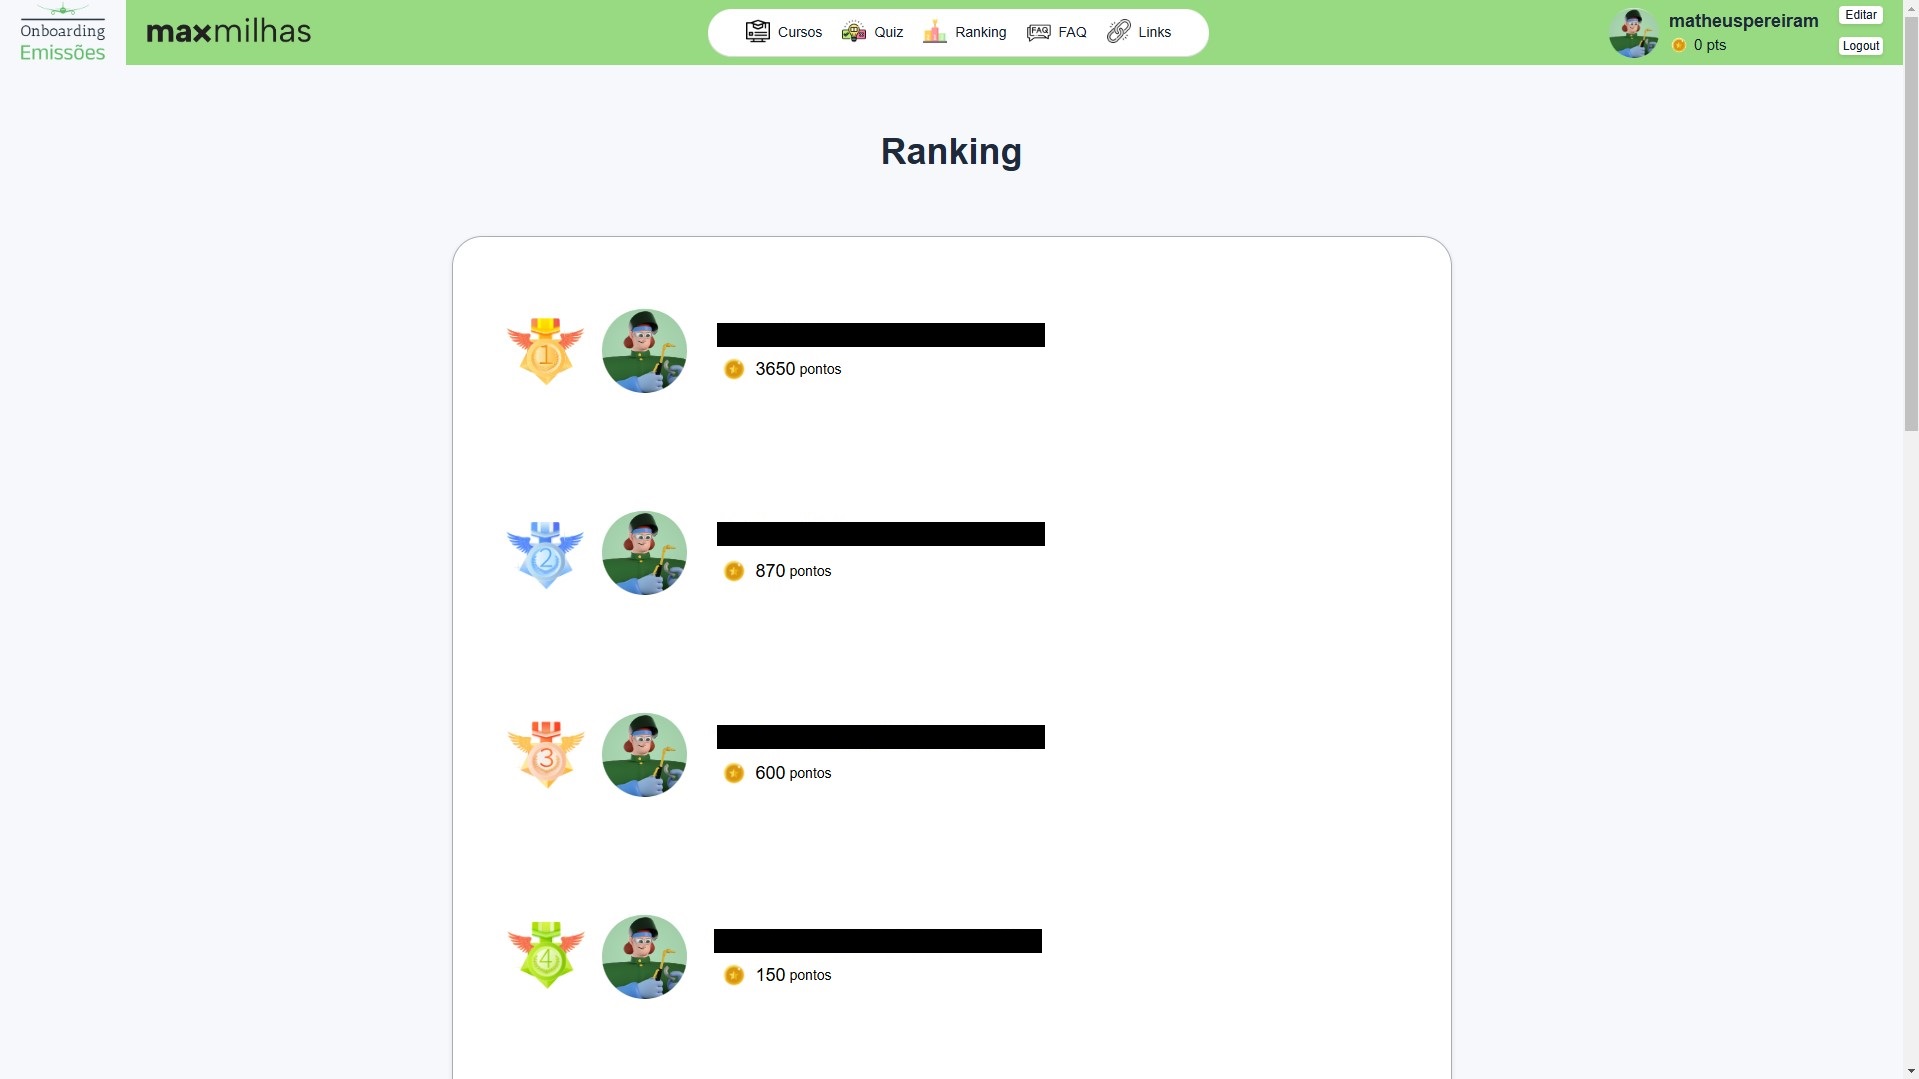 Onboarding
Emissões
maxmilhas
Cursos
Quiz
Ranking
FAQ
FAQ
Links
matheuspereiram
0 pts
Editar
Logout
Ranking
1
3650 pontos
2
870 pontos
3
600 pontos
4
150 pontos